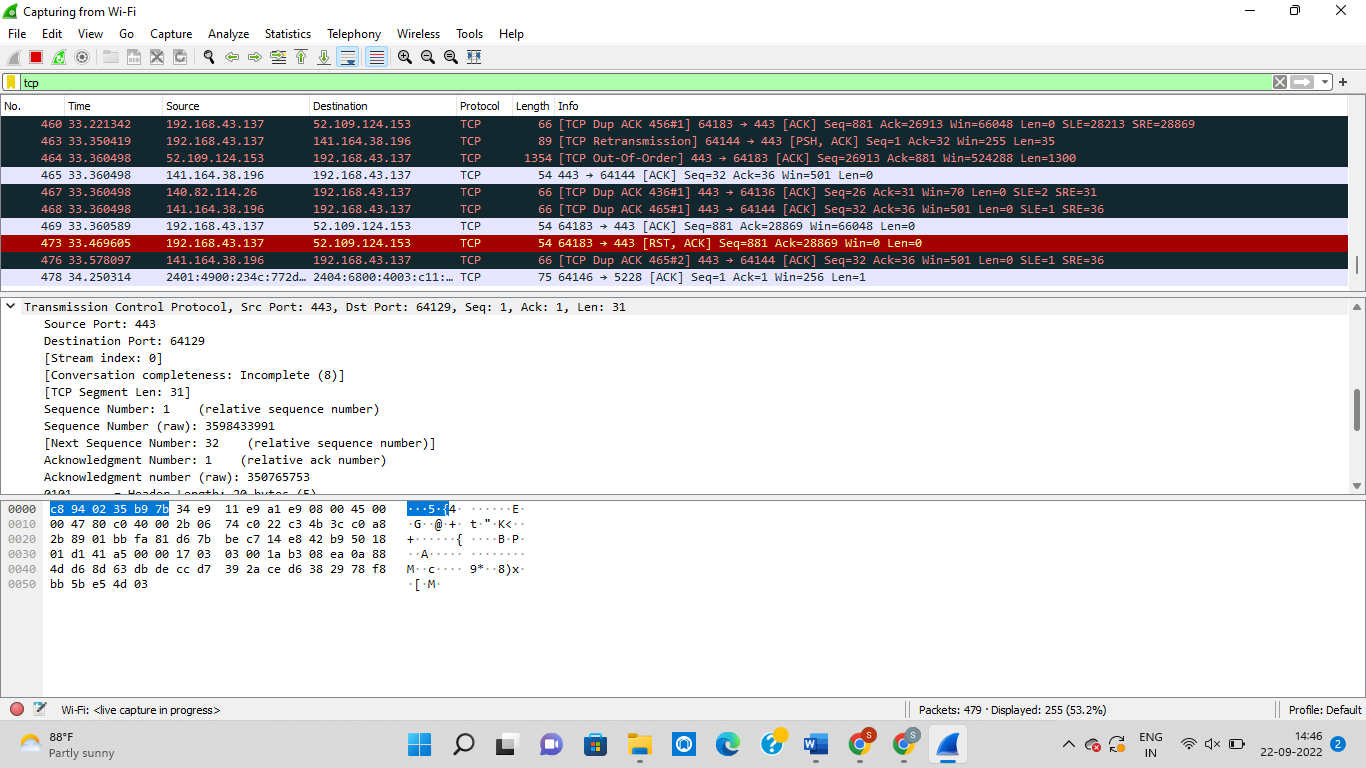 Capturing from Wi-Fi
File Edit View Go Capture Analyze Statistics Telephony Wireless Tools Help
tcp
No. Time Source Destination Protocol Length Info
460 33.221342 192.168.43.137 52.109.124.153 TCP 66 [TCP Dup ACK 456#1] 64183 → 443 [ACK] Seq=881 Ack=26913 Win=66048 Len=0 SLE=28213 SRE=28869
463 33.350419 192.168.43.137 141.164.38.196 TCP 89 [TCP Retransmission] 64144 → 443 [PSH, ACK] Seq=1 Ack=32 Win=255 Len=35
464 33.360498 52.109.124.153 192.168.43.137 TCP 1354 [TCP Out-Of-Order] 443 → 64183 [ACK] Seq=26913 Ack=881 Win=524288 Len=1300
465 33.360498 141.164.38.196 192.168.43.137 TCP 54 443 → 64144 [ACK] Seq=32 Ack=36 Win=501 Len=0
467 33.360498 140.82.114.26 192.168.43.137 TCP 66 [TCP Dup ACK 436#1] 443 → 64136 [ACK] Seq=26 Ack=31 Win=70 Len=0 SLE=2 SRE=31
468 33.360498 141.164.38.196 192.168.43.137 TCP 66 [TCP Dup ACK 465#1] 443 → 64144 [ACK] Seq=32 Ack=36 Win=501 Len=0 SLE=1 SRE=36
469 33.360589 192.168.43.137 52.109.124.153 TCP 54 64183 → 443 [ACK] Seq=881 Ack=28869 Win=66048 Len=0
473 33.469605 192.168.43.137 52.109.124.153 TCP 54 64183 → 443 [RST, ACK] Seq=881 Ack=28869 Win=0 Len=0
476 33.578097 141.164.38.196 192.168.43.137 TCP 66 [TCP Dup ACK 465#2] 443 → 64144 [ACK] Seq=32 Ack=36 Win=501 Len=0 SLE=1 SRE=36
478 34.250314 2401:4900:234c:772d… 2404:6800:4003:c11:… TCP 75 64146 → 5228 [ACK] Seq=1 Ack=1 Win=256 Len=1
Transmission Control Protocol, Src Port: 443, Dst Port: 64129, Seq: 1, Ack: 1, Len: 31
Source Port: 443
Destination Port: 64129
[Stream index: 0]
[Conversation completeness: Incomplete (8)]
[TCP Segment Len: 31]
Sequence Number: 1 (relative sequence number)
Sequence Number (raw): 3598433991
[Next Sequence Number: 32 (relative sequence number)]
Acknowledgment Number: 1 (relative ack number)
Acknowledgment number (raw): 350765753
0101 .... = Header Length: 20 bytes (5)
0000 c8 94 02 35 b9 7b 34 e9 11 e9 a1 e9 08 00 45 00 ···5·{4· ······E·
0010 00 47 80 c0 40 00 2b 06 74 c0 22 c3 4b 3c c0 a8 ·G··@·+· t·"·K<··
0020 2b 89 01 bb fa 81 d6 7b be c7 14 e8 42 b9 50 18 +······{ ····B·P·
0030 01 d1 41 a5 00 00 17 03 03 00 1a b3 08 ea 0a 88 ··A····· ········
0040 4d d6 8d 63 db de cc d7 39 2a ce d6 38 29 78 f8 M··c···· 9*··8)x·
0050 bb 5b e5 4d 03 ·[·M·
Wi-Fi: <live capture in progress>
Packets: 479 · Displayed: 255 (53.2%)
Profile: Default
88°F
Partly sunny
W
S
S
ENG
IN
14:46
22-09-2022
2